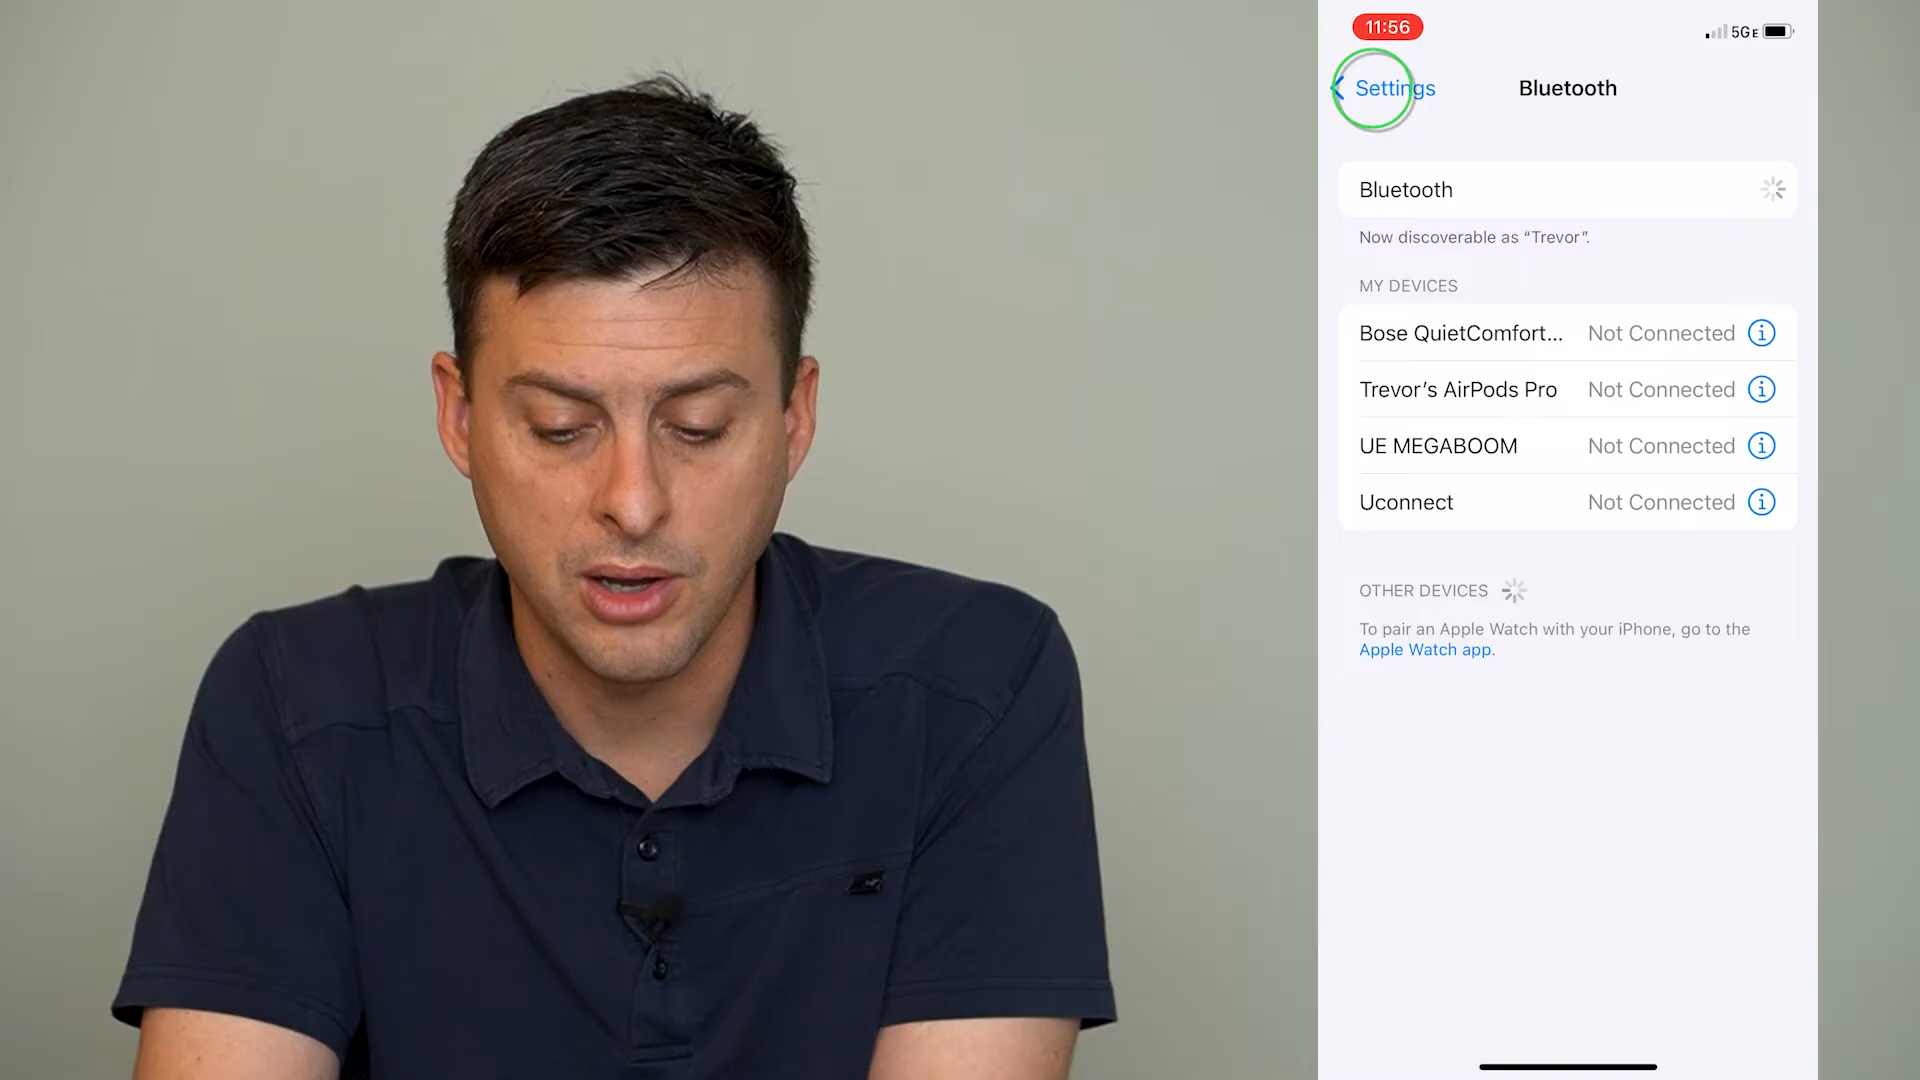 11:56
5GE
Settings
Bluetooth
Bluetooth
Now discoverable as “Trevor”.
MY DEVICES
Bose QuietComfort... Not Connected
Trevor’s AirPods Pro Not Connected
UE MEGABOOM Not Connected
Uconnect Not Connected
OTHER DEVICES
To pair an Apple Watch with your iPhone, go to the
Apple Watch app.